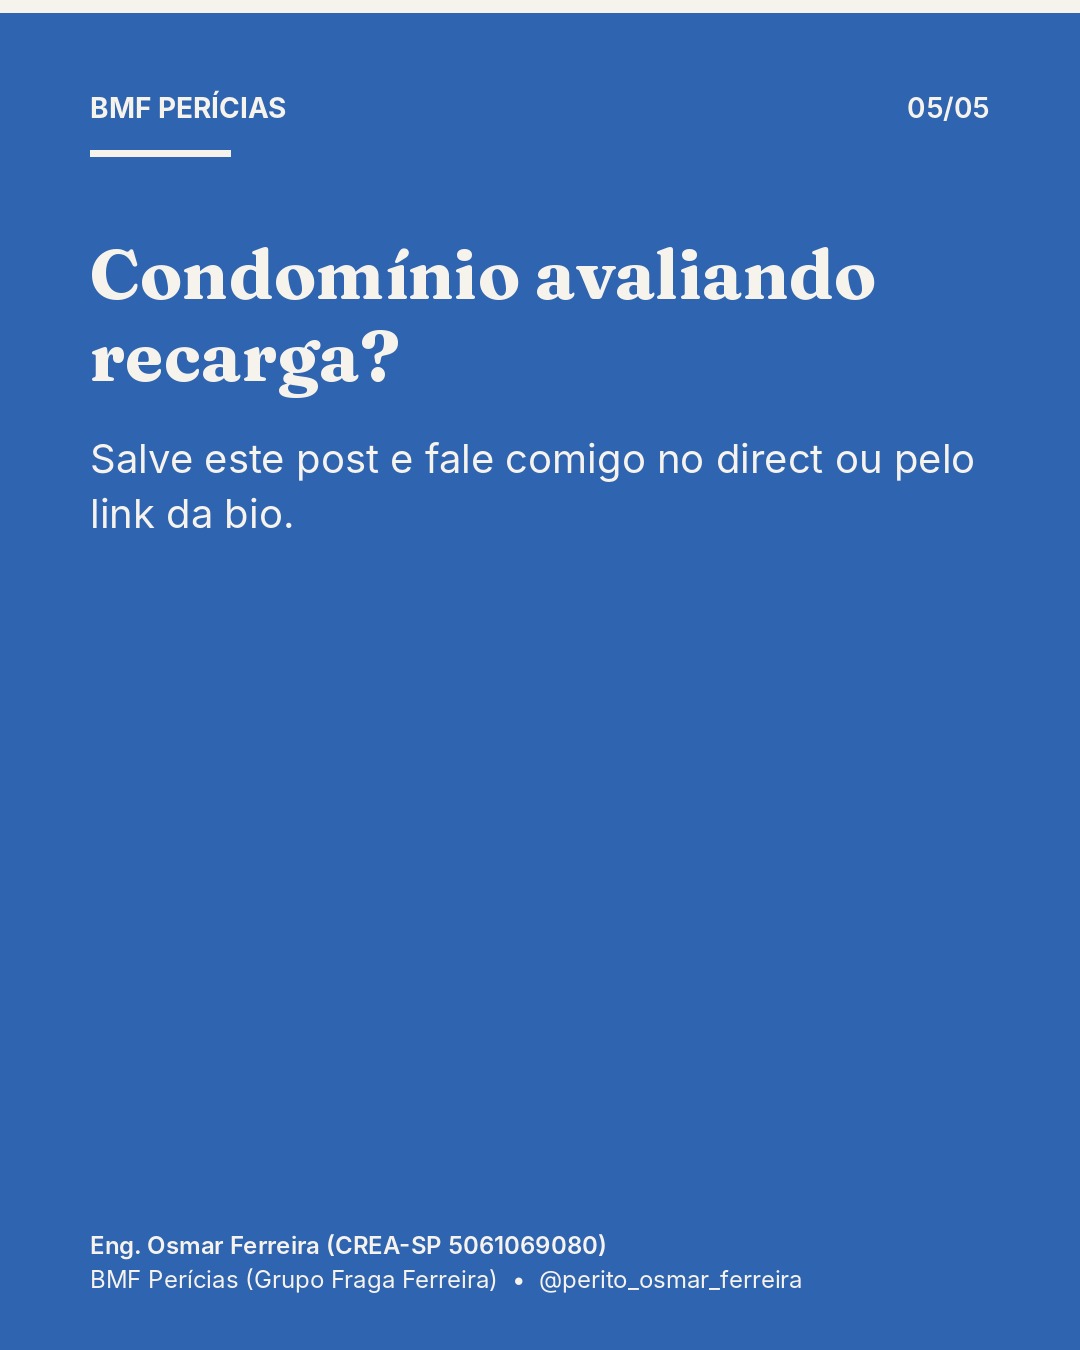 BMF PERÍCIAS
05/05
Condomínio avaliando
recarga?
Salve este post e fale comigo no direct ou pelo
link da bio.
Eng. Osmar Ferreira (CREA-SP 5061069080)
BMF Perícias (Grupo Fraga Ferreira) • @perito_osmar_ferreira